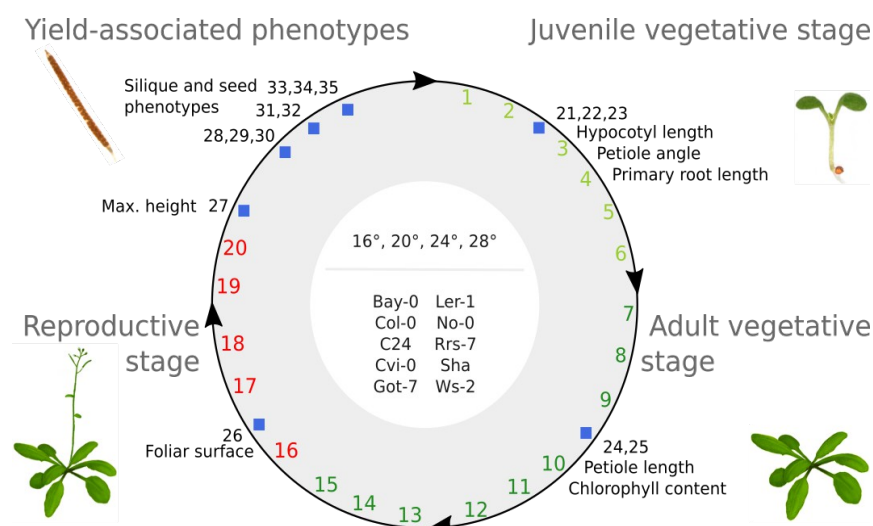 Yield-associated phenotypes
Juvenile vegetative stage
Silique and seed phenotypes
33,34,35
31,32
28,29,30
Max. height 27
1
2
21,22,23
Hypocotyl length
Petiole angle
Primary root length
3
4
5
6
16°, 20°, 24°, 28°
Bay-0 Ler-1
Col-0 No-0
C24 Rrs-7
Cvi-0 Sha
Got-7 Ws-2
Adult vegetative
stage
7
8
9
24,25
Petiole length
Chlorophyll content
10
11
12
13
14
15
Reproductive
stage
16
26
Foliar surface
17
18
19
20